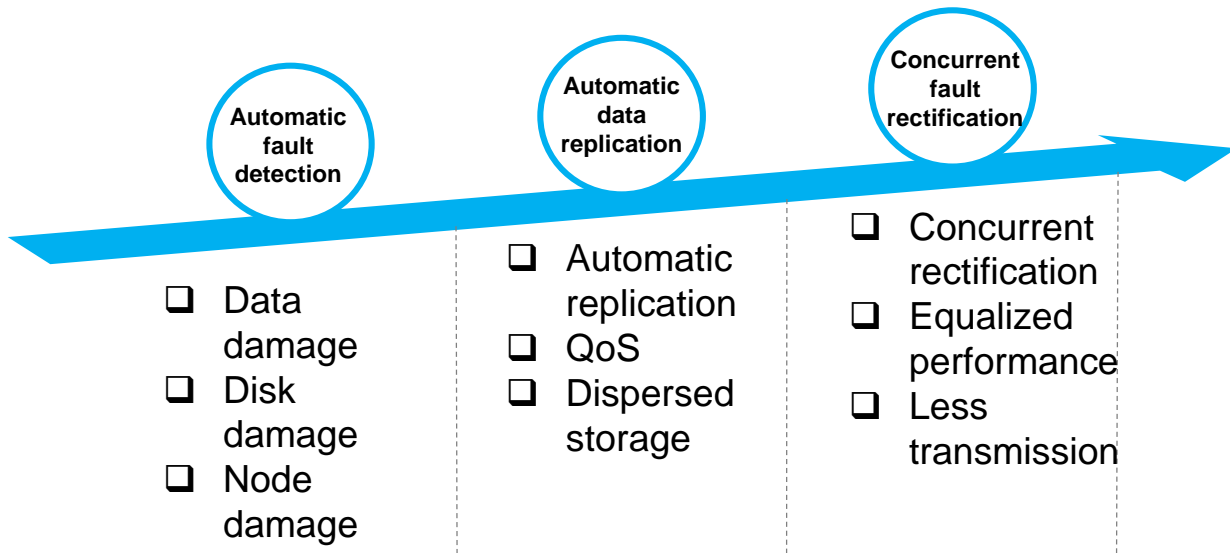 Automatic
fault
detection
Automatic
data
replication
Concurrent
fault
rectification
❑ Data
damage
❑ Disk
damage
❑ Node
damage
❑ Automatic
replication
❑ QoS
❑ Dispersed
storage
❑ Concurrent
rectification
❑ Equalized
performance
❑ Less
transmission